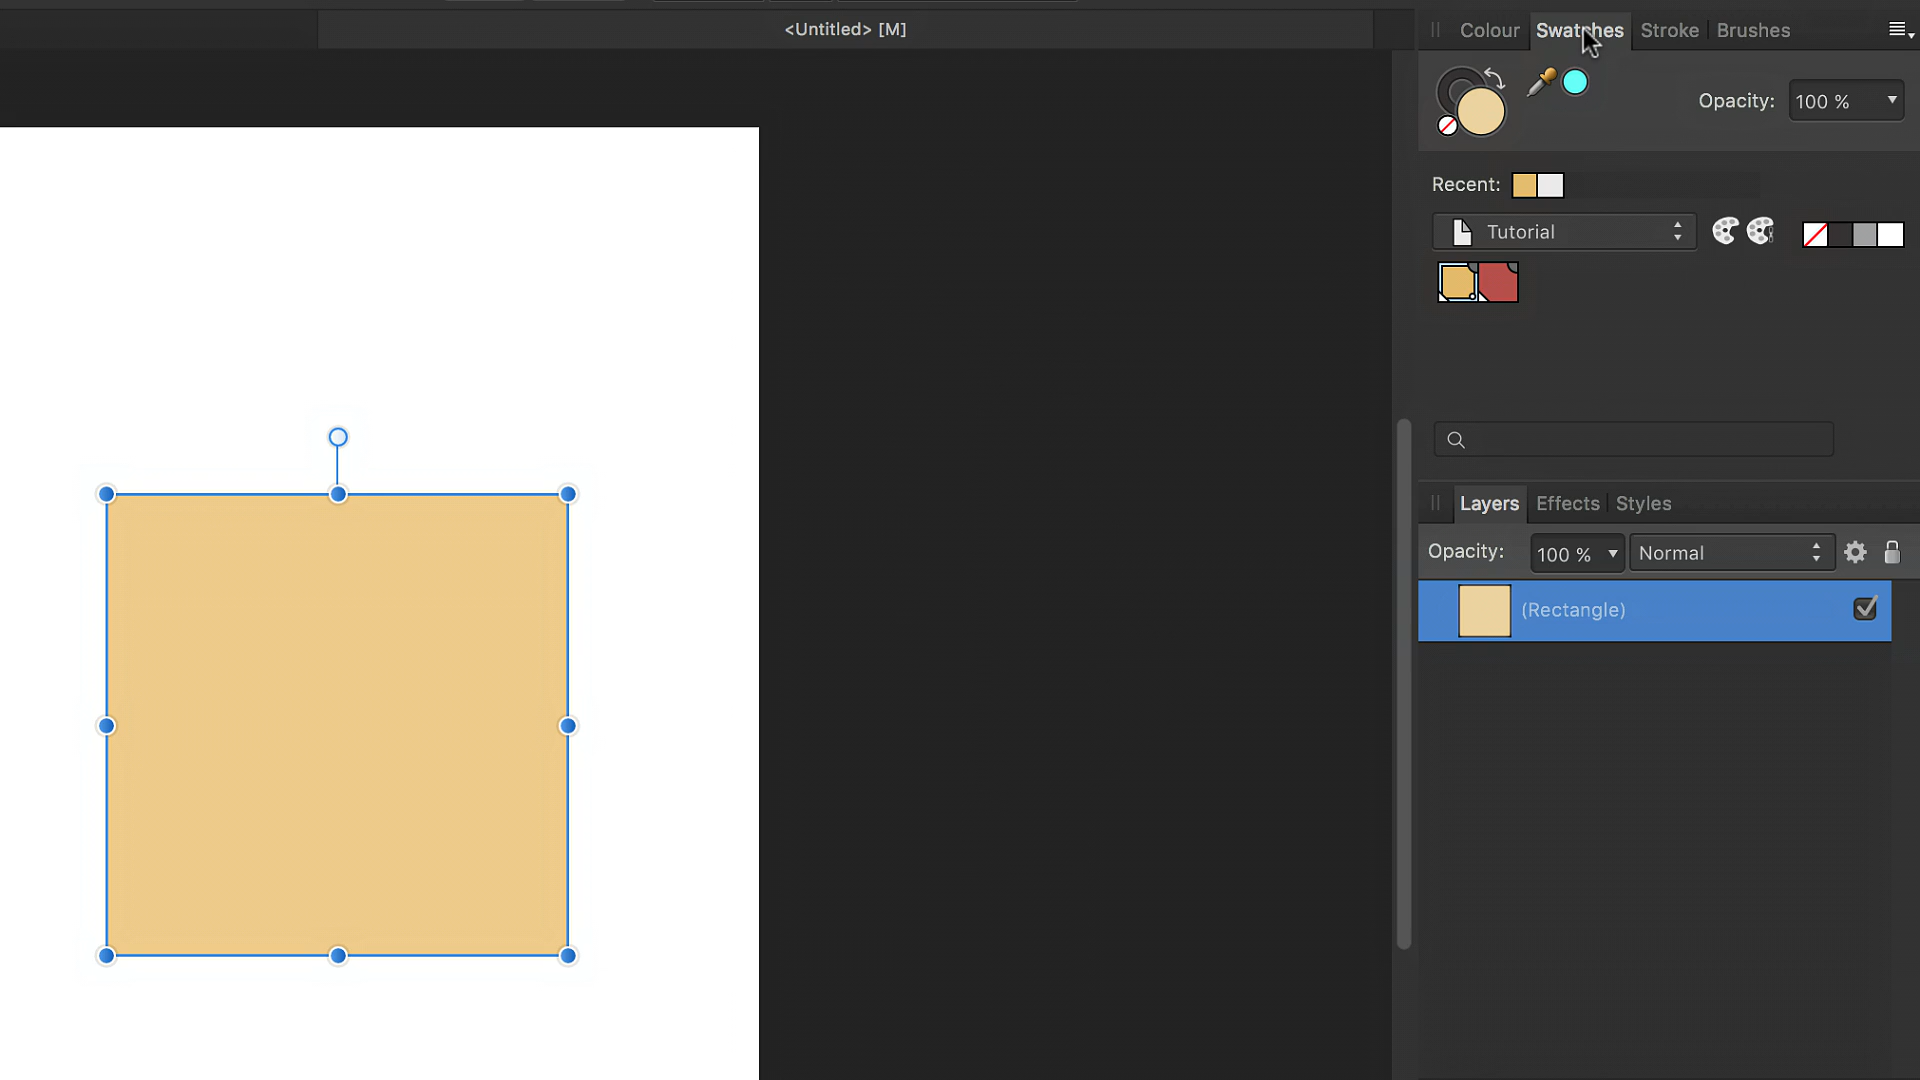 <Untitled> [M]
Colour Swatches Stroke Brushes
Opacity: 100 %
Recent:
Tutorial
Layers Effects Styles
Opacity: 100 % Normal
(Rectangle)